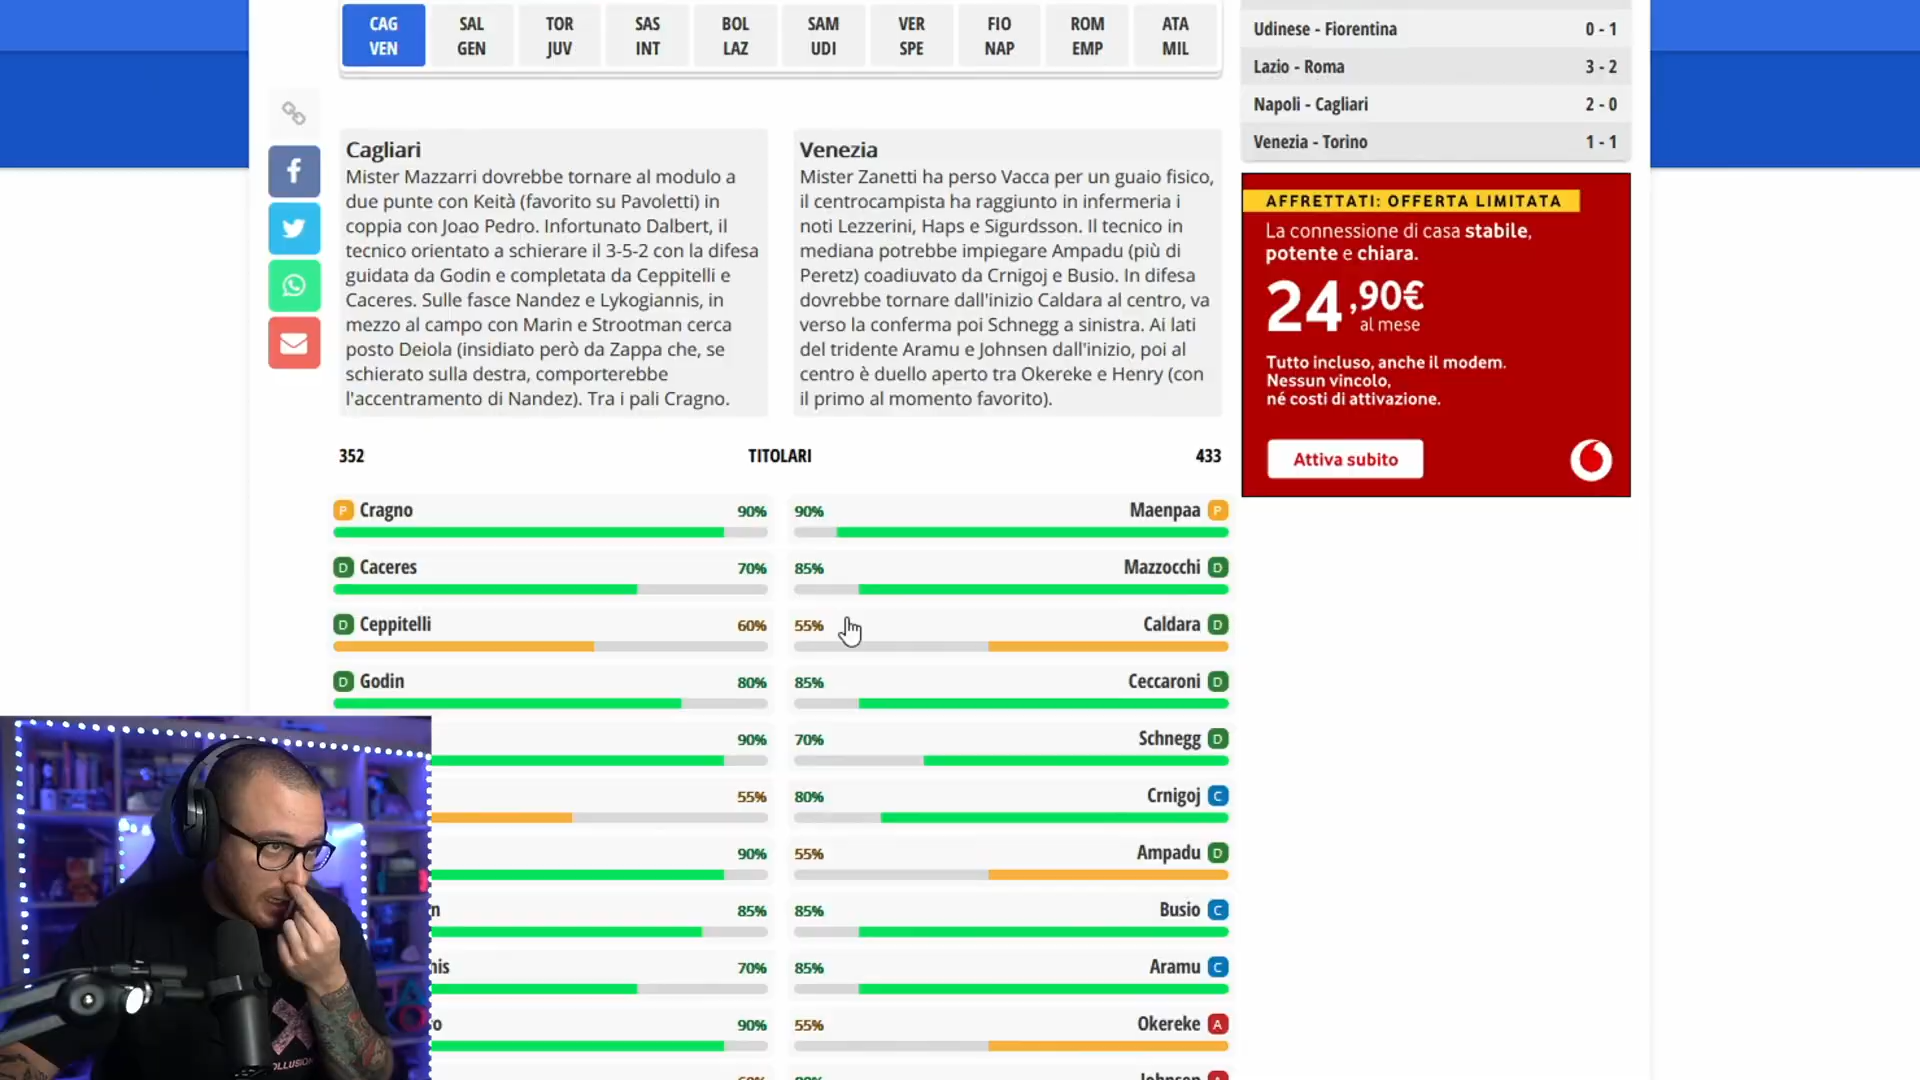 CAG
VEN
SAL
GEN
TOR
JUV
SAS
INT
BOL
LAZ
SAM
UDI
VER
SPE
FIO
NAP
ROM
EMP
ATA
MIL
Udinese - Fiorentina 0 - 1
Lazio - Roma 3 - 2
Napoli - Cagliari 2 - 0
Venezia - Torino 1 - 1
Cagliari
Mister Mazzarri dovrebbe tornare al modulo a
due punte con Keità (favorito su Pavoletti) in
coppia con Joao Pedro. Infortunato Dalbert, il
tecnico orientato a schierare il 3-5-2 con la difesa
guidata da Godin e completata da Ceppitelli e
Caceres. Sulle fasce Nandez e Lykogiannis, in
mezzo al campo con Marin e Strootman cerca
posto Deiola (insidiato però da Zappa che, se
schierato sulla destra, comporterebbe
l'accentramento di Nandez). Tra i pali Cragno.
Venezia
Mister Zanetti ha perso Vacca per un guaio fisico,
il centrocampista ha raggiunto in infermeria i
noti Lezzerini, Haps e Sigurdsson. Il tecnico in
mediana potrebbe impiegare Ampadu (più di
Peretz) coadiuvato da Crnigoj e Busio. In difesa
dovrebbe tornare dall'inizio Caldara al centro, va
verso la conferma poi Schnegg a sinistra. Ai lati
del tridente Aramu e Johnsen dall'inizio, poi al
centro è duello aperto tra Okereke e Henry (con
il primo al momento favorito).
AFFRETTATI: OFFERTA LIMITATA
La connessione di casa stabile,
potente e chiara.
24,90€
al mese
Tutto incluso, anche il modem.
Nessun vincolo,
né costi di attivazione.
Attiva subito
352 TITOLARI 433
P Cragno 90% 90% Maenpaa P
D Caceres 70% 85% Mazzocchi D
D Ceppitelli 60% 55% Caldara D
D Godin 80% 85% Ceccaroni D
90% 70% Schnegg D
55% 80% Crnigoj C
90% 55% Ampadu D
n 85% 85% Busio C
nis 70% 85% Aramu C
o 90% 55% Okereke A